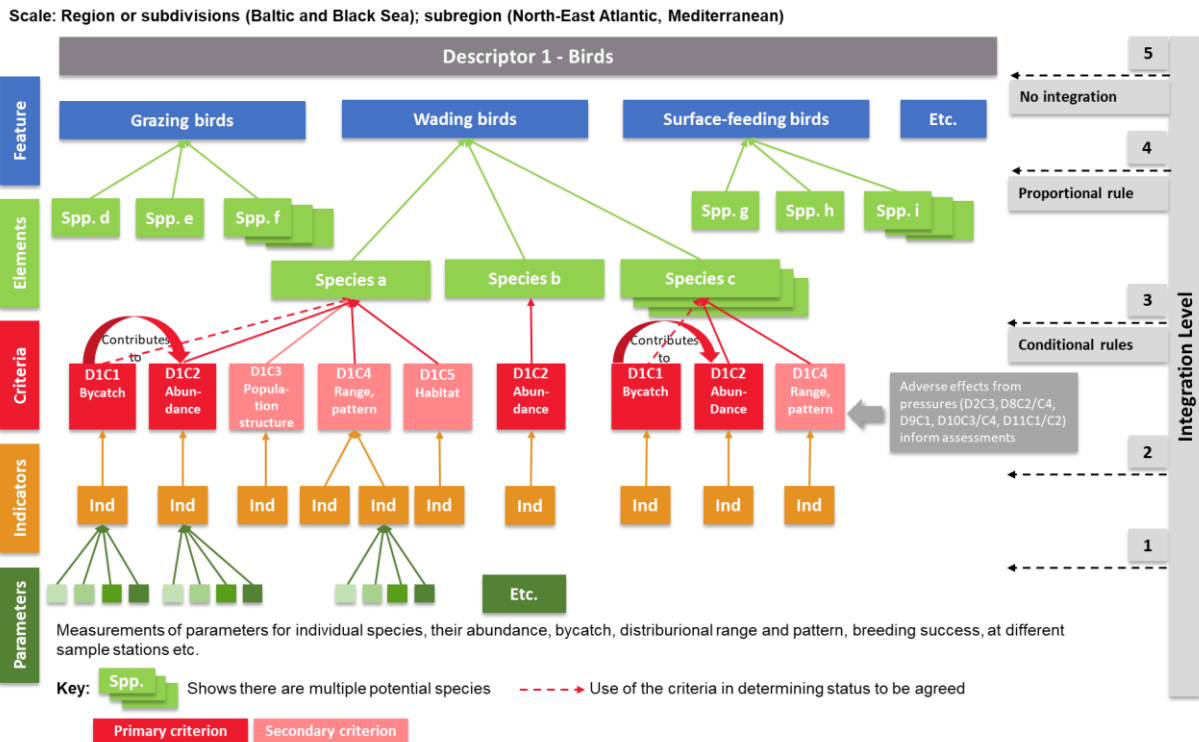 Scale: Region or subdivisions (Baltic and Black Sea); subregion (North-East Atlantic, Mediterranean)
Descriptor 1 - Birds
5
No integration
Feature
Grazing birds
Wading birds
Surface-feeding birds
Etc.
4
Proportional rule
Elements
Spp. d
Spp. e
Spp. f
Spp. g
Spp. h
Spp. i
Species a
Species b
Species c
3
Conditional rules
Integration Level
Criteria
Contributes
to
Contributes
to
D1C1
Bycatch
D1C2
Abun-
dance
D1C3
Popula-
tion
structure
D1C4
Range,
pattern
D1C5
Habitat
D1C2
Abun-
dance
D1C1
Bycatch
D1C2
Abun-
Dance
D1C4
Range,
pattern
Adverse effects from
pressures (D2C3, D8C2/C4,
D9C1, D10C3/C4, D11C1/C2)
inform assessments
2
Indicators
Ind
Ind
Ind
Ind
Ind
Ind
Ind
Ind
Ind
Ind
1
Parameters
Etc.
Measurements of parameters for individual species, their abundance, bycatch, distriburional range and pattern, breeding success, at different
sample stations etc.
Key:
Spp.
Shows there are multiple potential species
Use of the criteria in determining status to be agreed
Primary criterion
Secondary criterion